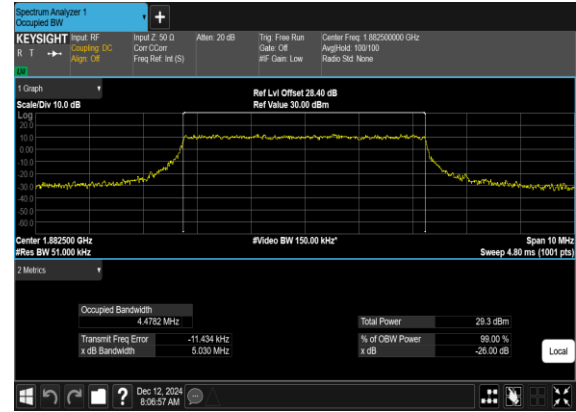 Spectrum Analyzer 1
Occupied BW
+
KEYSIGHT Input: RF Input Z: 50 Ω Atten: 20 dB Trig: Free Run Center Freq: 1.882500000 GHz
R T Coupling: DC Corr CCorr Gate: Off Avg|Hold: 100/100
Align: Off Freq Ref: Int (S) #IF Gain: Low Radio Std: None
LV
1 Graph
Ref Lvl Offset 28.40 dB
Scale/Div 10.0 dB Ref Value 30.00 dBm
Log
20.0
10.0
0.00
-10.0
-20.0
-30.0
-40.0
-50.0
-60.0
Center 1.882500 GHz #Video BW 150.00 kHz* Span 10 MHz
#Res BW 51.000 kHz Sweep 4.80 ms (1001 pts)
2 Metrics
Occupied Bandwidth
4.4782 MHz Total Power 29.3 dBm
Transmit Freq Error -11.434 kHz % of OBW Power 99.00 %
x dB Bandwidth 5.030 MHz x dB -26.00 dB
Local
? Dec 12, 2024
8:06:57 AM